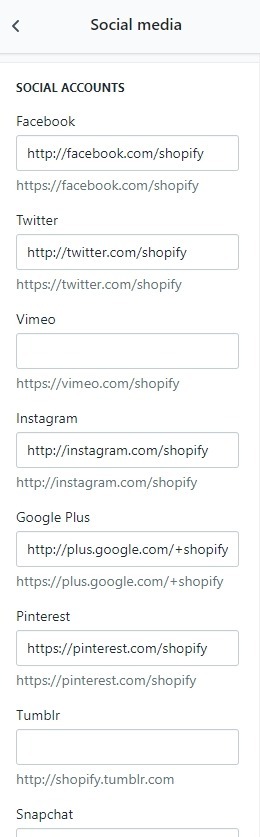 Social media
SOCIAL ACCOUNTS
Facebook
http://facebook.com/shopify
https://facebook.com/shopify
Twitter
http://twitter.com/shopify
https://twitter.com/shopify
Vimeo
https://vimeo.com/shopify
Instagram
http://instagram.com/shopify
http://instagram.com/shopify
Google Plus
http://plus.google.com/+shopify
https://plus.google.com/+shopify
Pinterest
https://pinterest.com/shopify
https://pinterest.com/shopify
Tumblr
http://shopify.tumblr.com
Snapchat